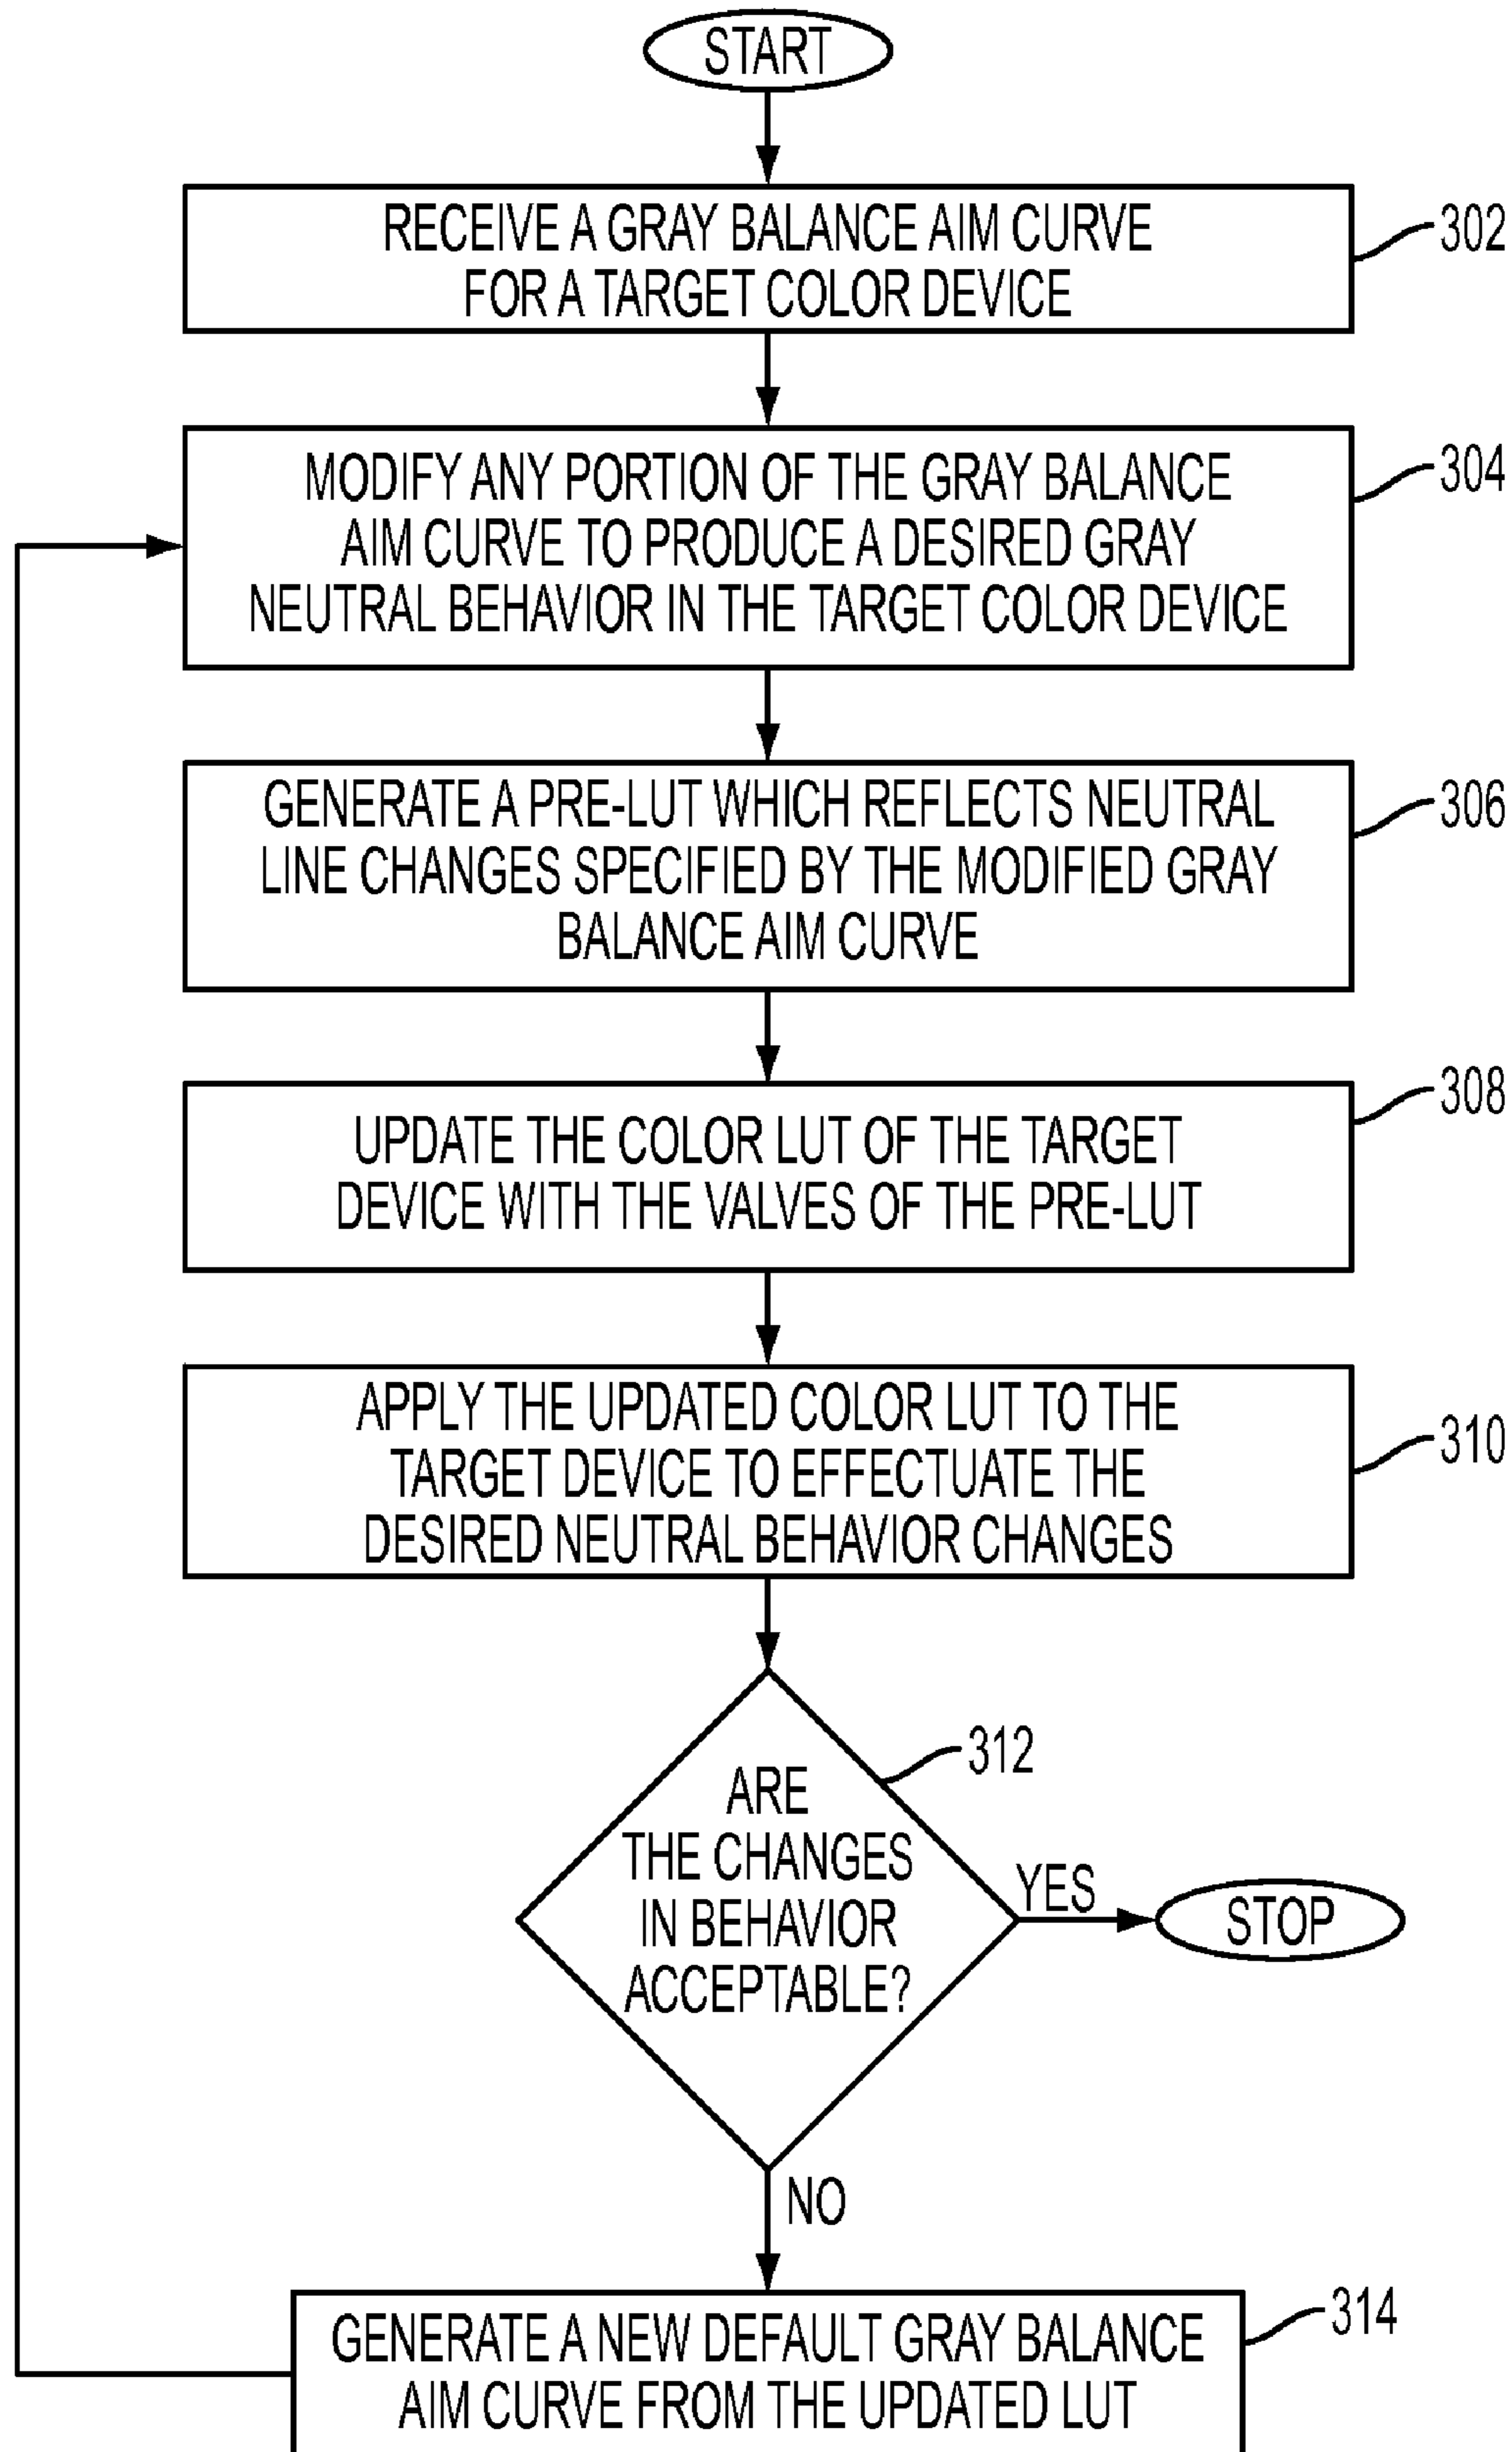 START
RECEIVE A GRAY BALANCE AIM CURVE
FOR A TARGET COLOR DEVICE
302
MODIFY ANY PORTION OF THE GRAY BALANCE
AIM CURVE TO PRODUCE A DESIRED GRAY
NEUTRAL BEHAVIOR IN THE TARGET COLOR DEVICE
304
GENERATE A PRE-LUT WHICH REFLECTS NEUTRAL
LINE CHANGES SPECIFIED BY THE MODIFIED GRAY
BALANCE AIM CURVE
306
UPDATE THE COLOR LUT OF THE TARGET
DEVICE WITH THE VALVES OF THE PRE-LUT
308
APPLY THE UPDATED COLOR LUT TO THE
TARGET DEVICE TO EFFECTUATE THE
DESIRED NEUTRAL BEHAVIOR CHANGES
310
ARE
THE CHANGES
IN BEHAVIOR
ACCEPTABLE?
312
YES
STOP
NO
GENERATE A NEW DEFAULT GRAY BALANCE
AIM CURVE FROM THE UPDATED LUT
314